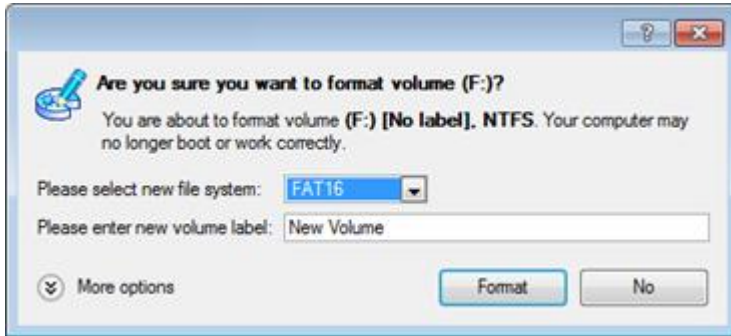 Are you sure you want to format volume (F:)?
You are about to format volume (F:) [No label], NTFS. Your computer may
no longer boot or work correctly.
Please select new file system: FAT16
Please enter new volume label: New Volume
More options Format No